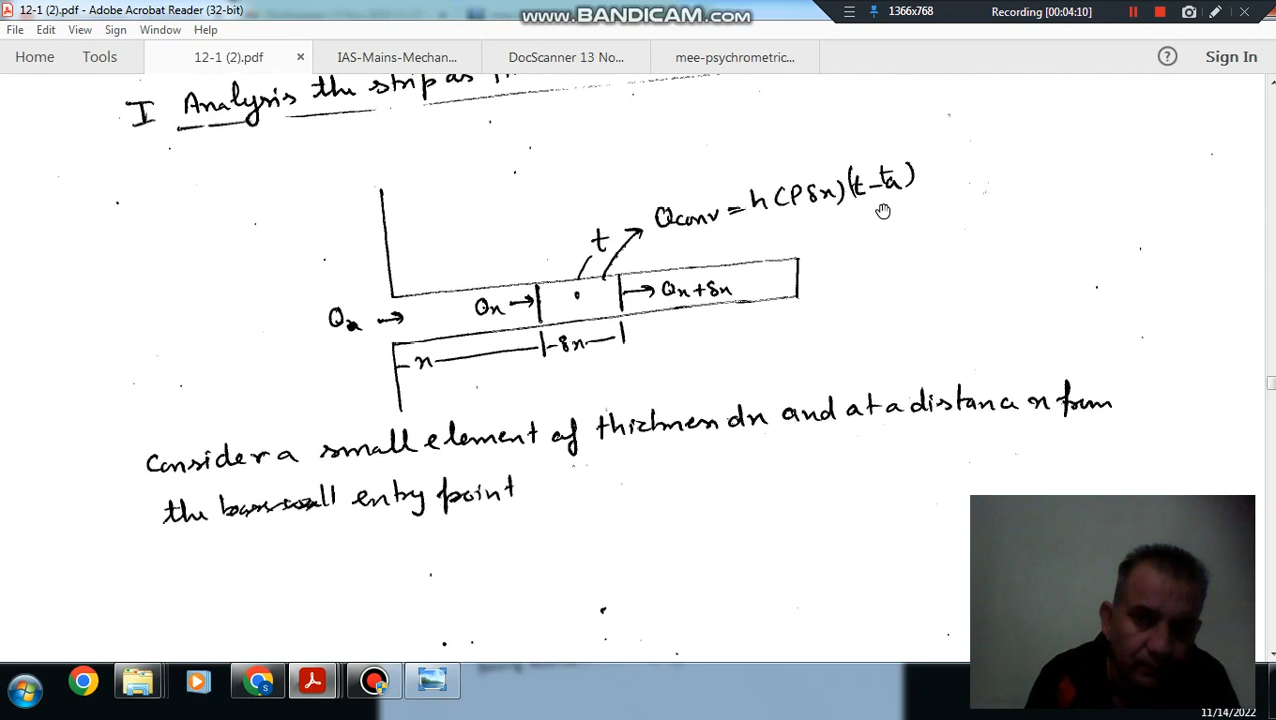 12-1 (2).pdf - Adobe Acrobat Reader (32-bit)
www.BANDICAM.com
1366x768
Recording [00:04:10]
File Edit View Sign Window Help
Home Tools 12-1 (2).pdf × IAS-Mains-Mechan... DocScanner 13 No... mee-psychrometric... Sign In
I Analysis the strip as
Qconv = h(Pδx)(t-ta)
t
Qx → Qx → → Qx+δx
x δx
Consider a small element of thickness dx and at a distance x from
the entry point
11/14/2022